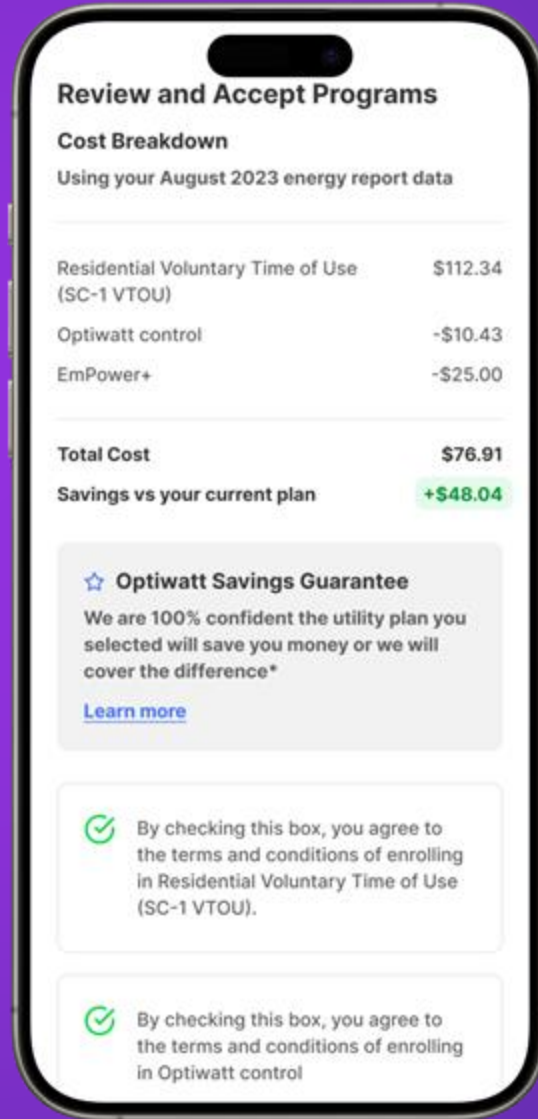 Review and Accept Programs
Cost Breakdown
Using your August 2023 energy report data
Residential Voluntary Time of Use $112.34
(SC-1 VTOU)
Optiwatt control -$10.43
EmPower+ -$25.00
Total Cost $76.91
Savings vs your current plan +$48.04
Optiwatt Savings Guarantee
We are 100% confident the utility plan you
selected will save you money or we will
cover the difference*
Learn more
By checking this box, you agree to
the terms and conditions of enrolling
in Residential Voluntary Time of Use
(SC-1 VTOU).
By checking this box, you agree to
the terms and conditions of enrolling
in Optiwatt control